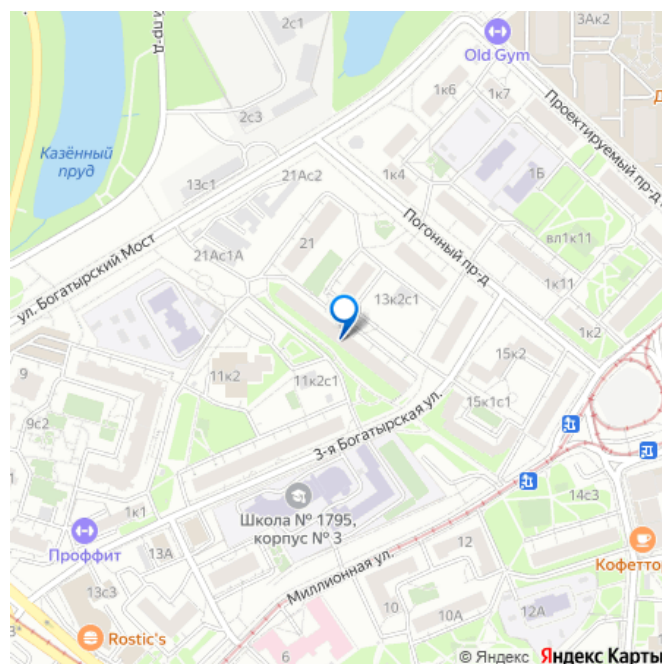 2с1
3Ак2
Old Gym
й пр-д
1к6
1к7
Д
2с3
Проектируемый пр-д
Казённый
пруд
13с1
21Ас2
1к4
1Б
Погонный пр-д
вл1к11
21Ас1А
21
ул. Богатырский Мост
13к2с1
1к11
1к2
9
11к2
11к2с1
15к2
9с2
3-я Богатырская ул.
15к1с1
Школа № 1795,
корпус № 3
14с3
1к1
Проффит
13А
12
Кофетто
Миллионная ул.
13с3
10
10А
12А
3*
Rostic's
6
© Яндекс Яндекс Карты